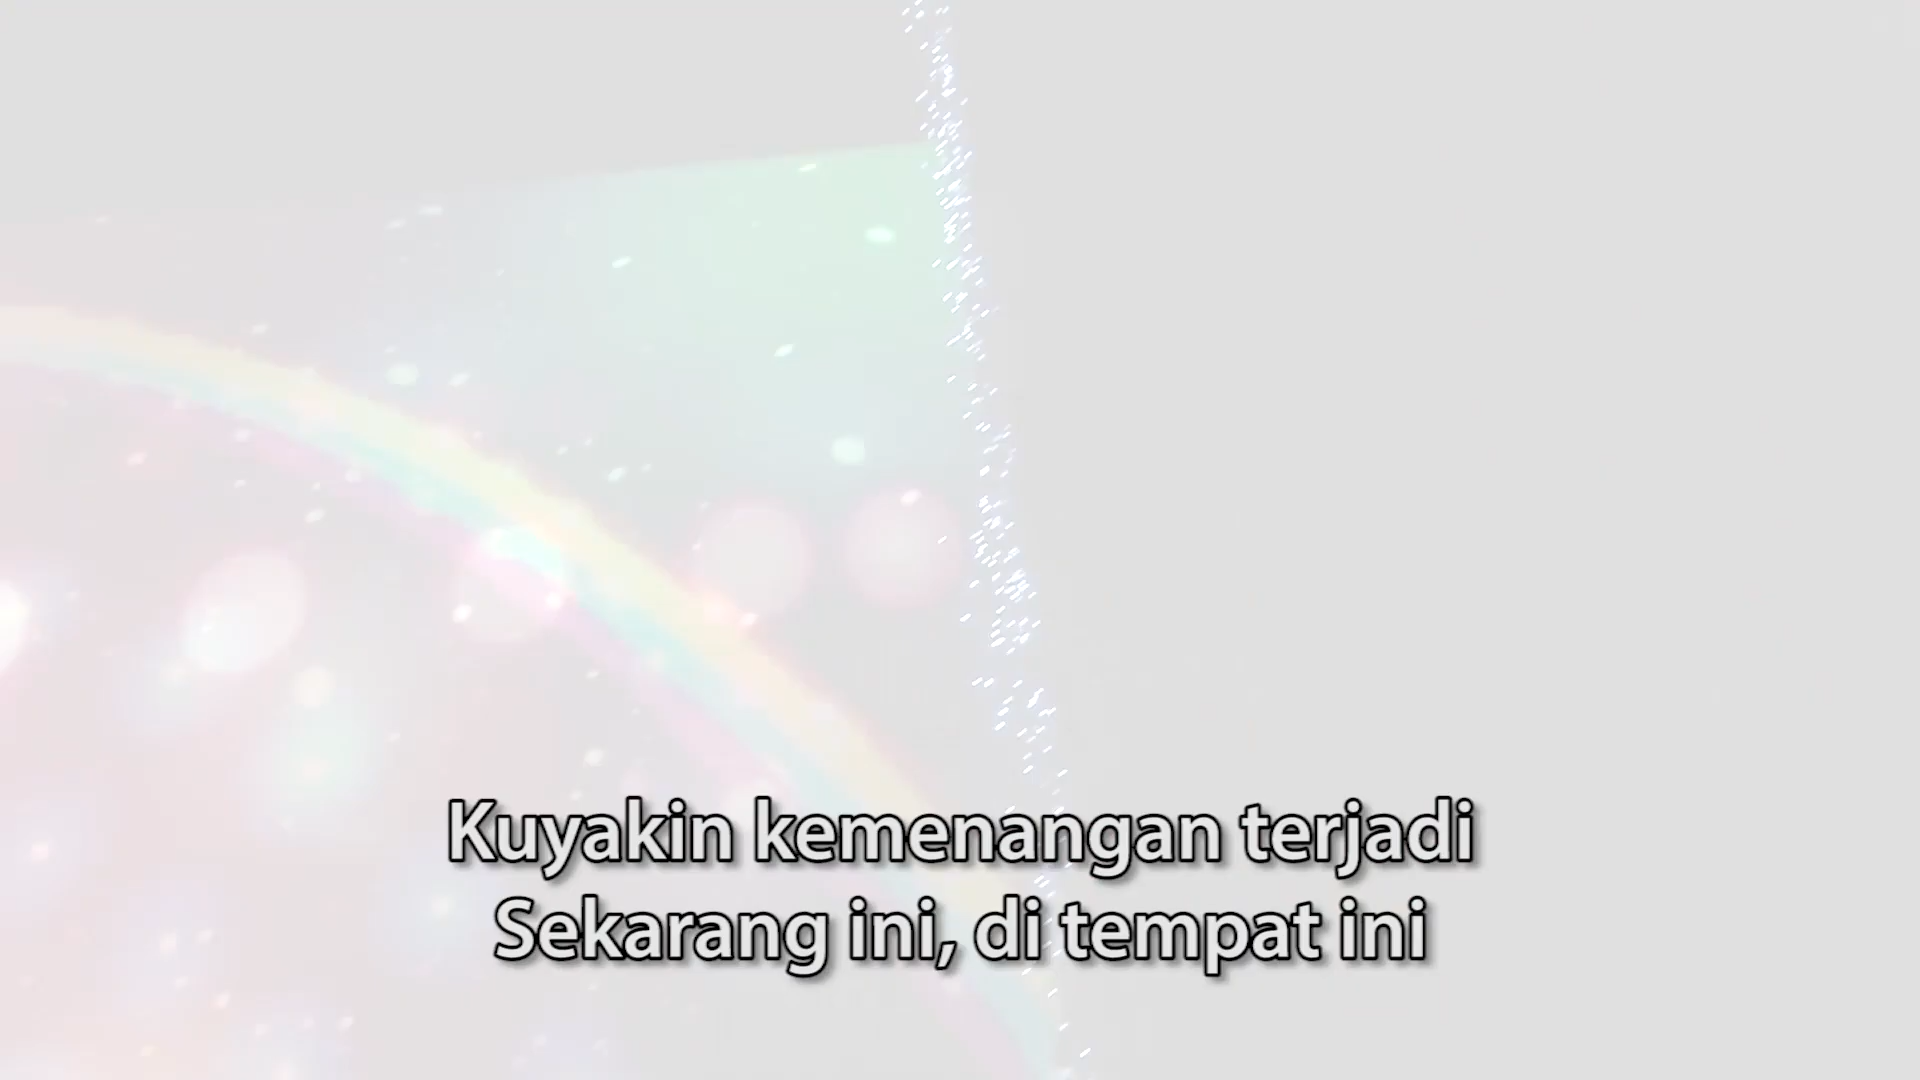 Kuyakin kemenangan terjadi
Sekarang ini, di tempat ini